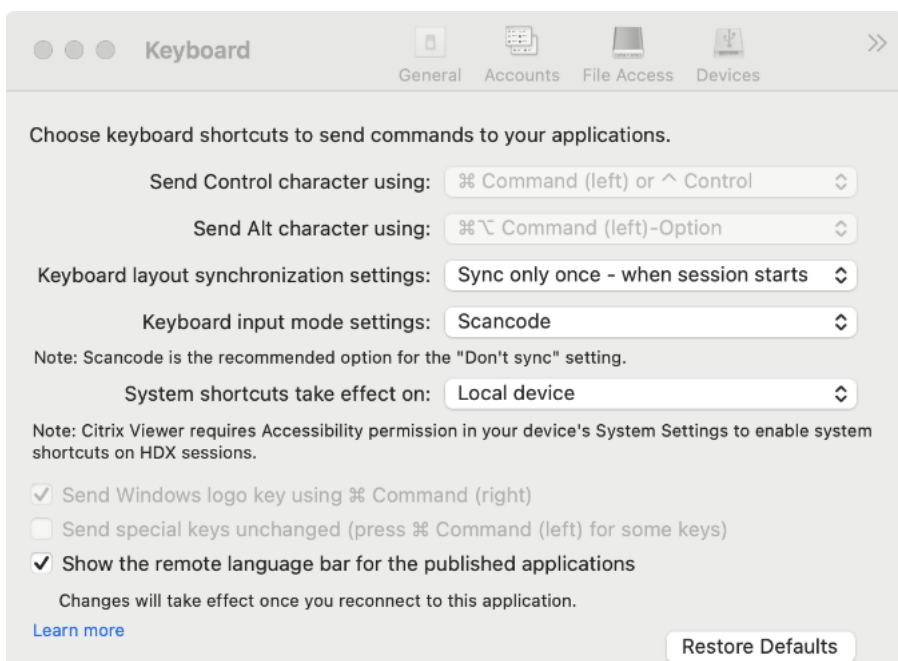 Keyboard
General Accounts File Access Devices
Choose keyboard shortcuts to send commands to your applications.
Send Control character using: ⌘ Command (left) or ^ Control
Send Alt character using: ⌘⌥ Command (left)-Option
Keyboard layout synchronization settings: Sync only once - when session starts
Keyboard input mode settings: Scancode
Note: Scancode is the recommended option for the "Don't sync" setting.
System shortcuts take effect on: Local device
Note: Citrix Viewer requires Accessibility permission in your device's System Settings to enable system
shortcuts on HDX sessions.
Send Windows logo key using ⌘ Command (right)
Send special keys unchanged (press ⌘ Command (left) for some keys)
Show the remote language bar for the published applications
Changes will take effect once you reconnect to this application.
Learn more
Restore Defaults